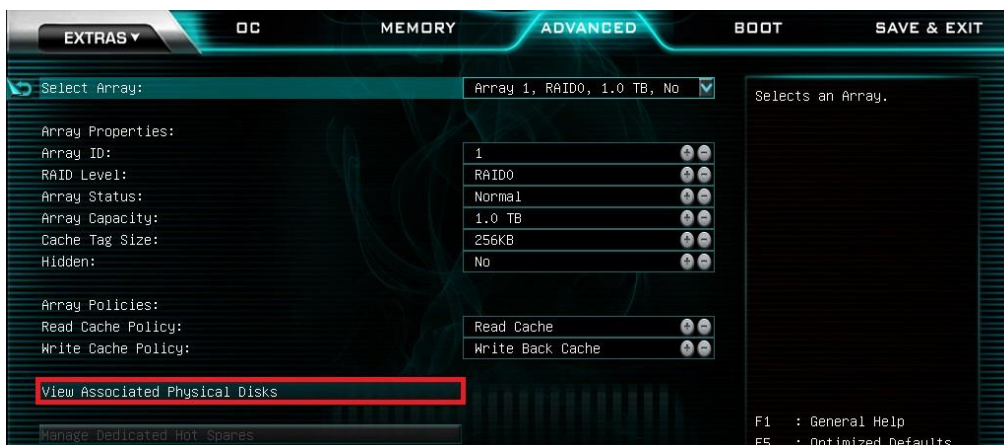 EXTRAS OC MEMORY ADVANCED BOOT SAVE & EXIT
Select Array: Array 1, RAID0, 1.0 TB, No
Selects an Array.
Array Properties:
Array ID: 1
RAID Level: RAID0
Array Status: Normal
Array Capacity: 1.0 TB
Cache Tag Size: 256KB
Hidden: No
Array Policies:
Read Cache Policy: Read Cache
Write Cache Policy: Write Back Cache
View Associated Physical Disks
Manage Dedicated Hot Spares
F1 : General Help
F5 : Optimized Defaults